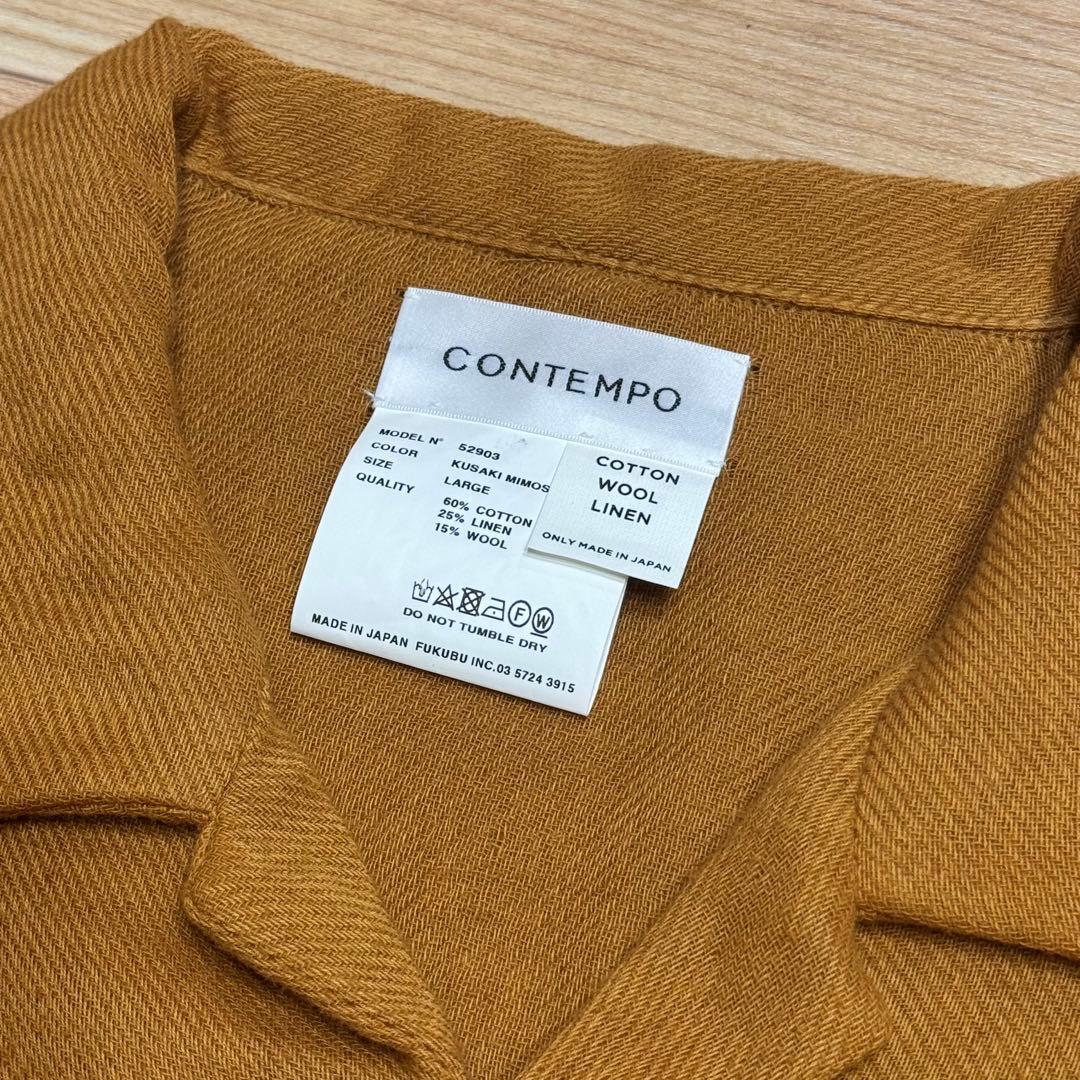 CONTEMPO
MODEL N° 52903
COLOR KUSAKI MIMOS
SIZE LARGE
QUALITY 60% COTTON
25% LINEN
15% WOOL
F W
DO NOT TUMBLE DRY
MADE IN JAPAN FUKUBU INC.03 5724 3915
COTTON
WOOL
LINEN
ONLY MADE IN JAPAN